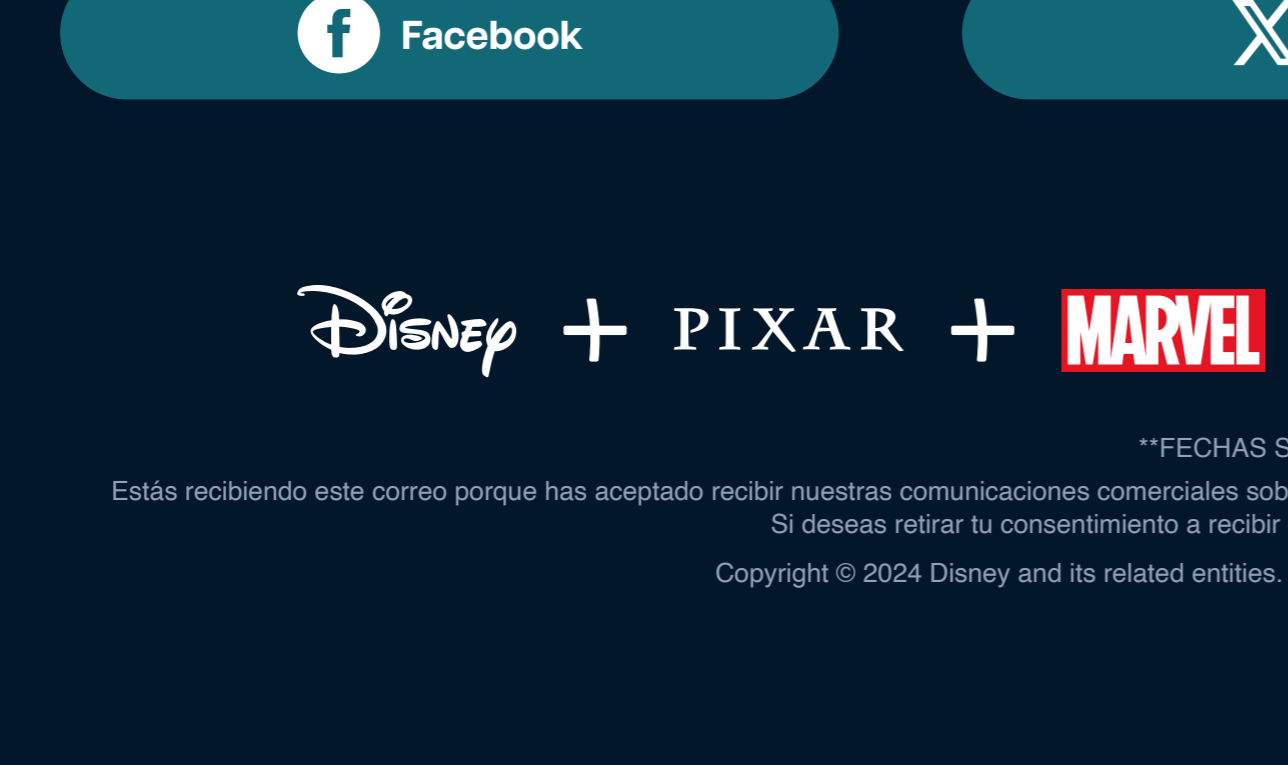 Facebook
Disney + PIXAR + MARVEL
**FECHAS S
Estás recibiendo este correo porque has aceptado recibir nuestras comunicaciones comerciales sob
Si deseas retirar tu consentimiento a recibir
Copyright © 2024 Disney and its related entities.